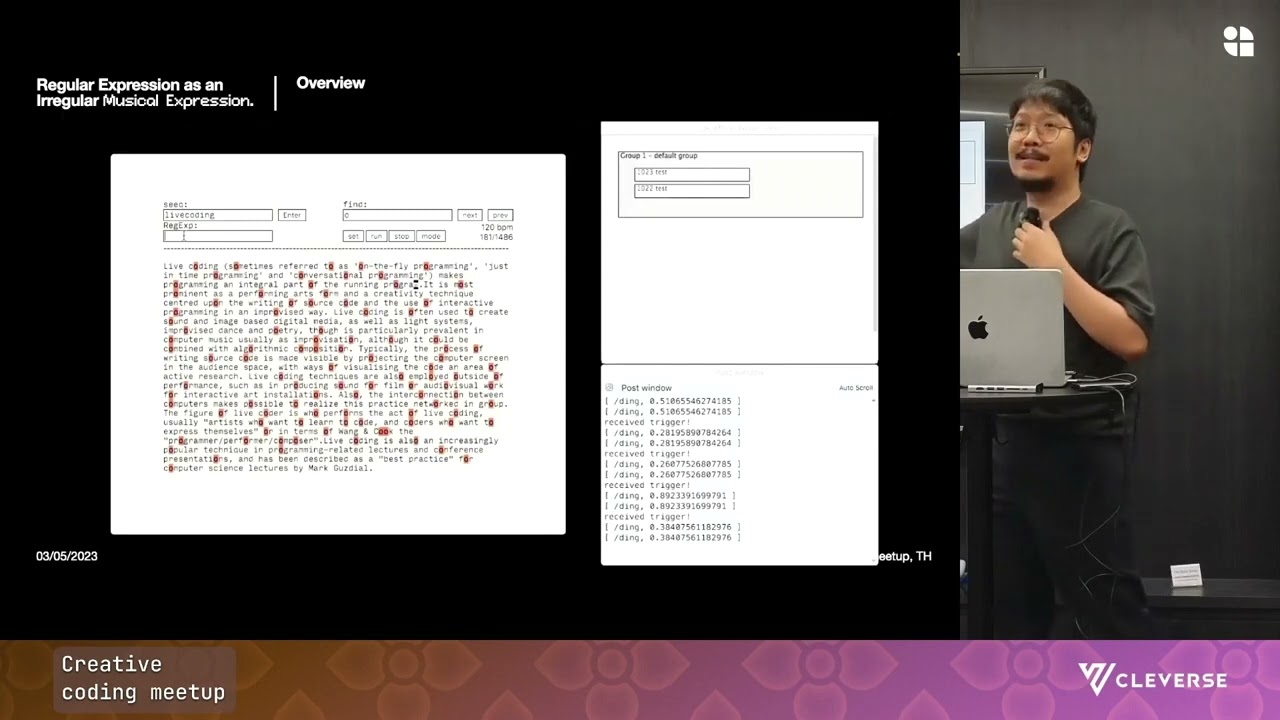 Regular Expression as an
Irregular Musical Expression.
Overview
seec:
livecoding
Enter
RegExp:
find:
o
next
prev
set
run
stop
mode
120 bpm
181/1486
Live coding (sometimes referred to as 'on-the-fly programming', 'just
in time programming' and 'conversational programming') makes
programming an integral part of the running program.It is most
prominent as a performing arts form and a creativity technique
centred upon the writing of source code and the use of interactive
programming in an improvised way. Live coding is often used to create
sound and image based digital media, as well as light systems,
improvised dance and poetry, though is particularly prevalent in
computer music usually as improvisation, although it could be
combined with algorithmic composition. Typically, the process of
writing source code is made visible by projecting the computer screen
in the audience space, with ways of visualising the code an area of
active research. Live coding techniques are also employed outside of
performance, such as in producing sound for film or audiovisual work
for interactive art installations. Also, the interconnection between
computers makes possible to realize this practice networked in group.
The figure of live coder is who performs the act of live coding,
usually "artists who want to learn to code, and coders who want to
express themselves" or in terms of Wang & Cook the
"programmer/performer/composer".Live coding is also an increasingly
popular technique in programming-related lectures and conference
presentations, and has been described as a "best practice" for
computer science lectures by Mark Guzdial.
Group 1 - default group
1023 test
1022 test
Post window
Auto Scroll
[ /ding, 0.51065546274185 ]
[ /ding, 0.51065546274185 ]
received trigger!
[ /ding, 0.28195890784264 ]
[ /ding, 0.28195890784264 ]
received trigger!
[ /ding, 0.26077526807785 ]
[ /ding, 0.26077526807785 ]
received trigger!
[ /ding, 0.8923391699791 ]
[ /ding, 0.8923391699791 ]
received trigger!
[ /ding, 0.38407561182976 ]
[ /ding, 0.38407561182976 ]
03/05/2023
eetup, TH
Creative
coding meetup
CLEVERSE